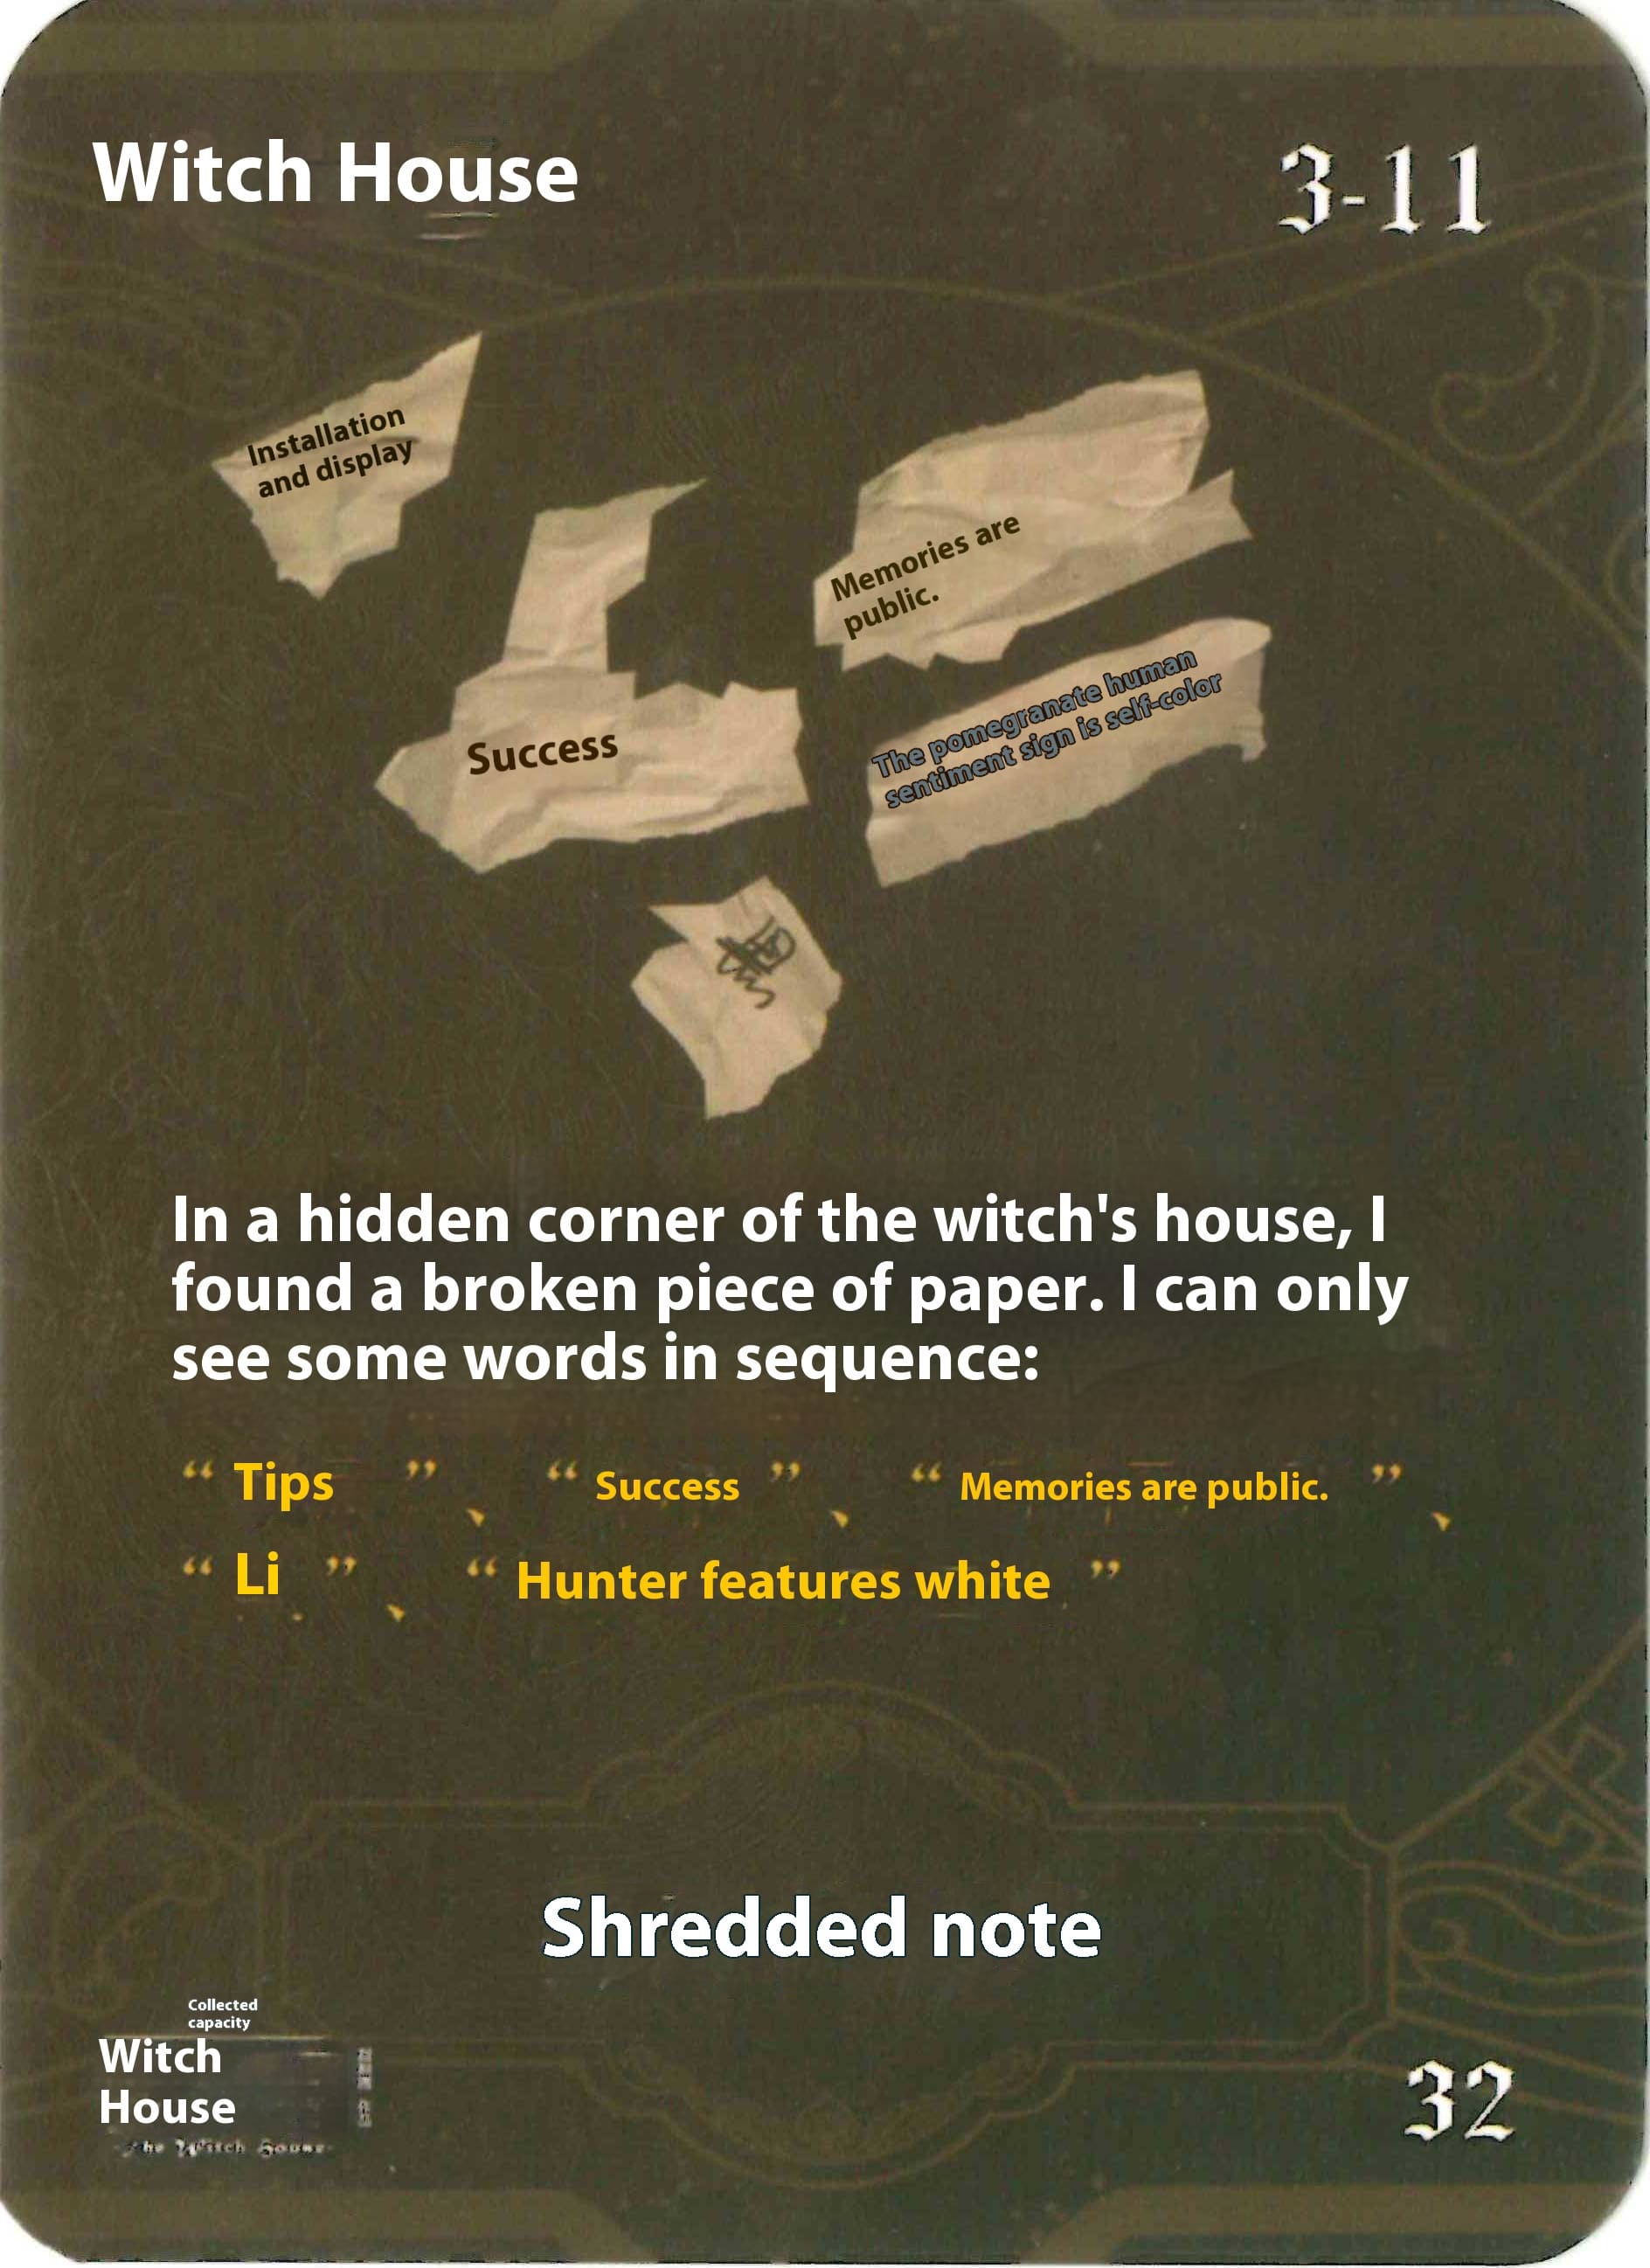 Witch House
3-11
Installation
and display
Memories are
public.
Success
The pomegranate human
sentiment sign is self-color
In a hidden corner of the witch's house, I
found a broken piece of paper. I can only
see some words in sequence:
“ Tips ” “ Success ” “ Memories are public. ”
“ Li ” “ Hunter features white ”
Shredded note
Collected
capacity
Witch
House
the Witch House
32